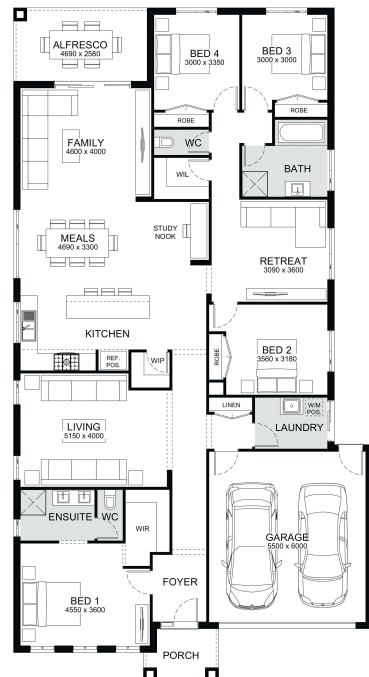 ALFRESCO
4690 x 2580
BED 4
3000 x 3350
BED 3
3000 x 3000
ROBE
ROBE
FAMILY
4600 x 4000
WC
WIL
BATH
STUDY
NOOK
MEALS
4690 x 3300
RETREAT
3090 x 3600
KITCHEN
REF.
POS.
WIP
ROBE
BED 2
3560 x 3180
LIVING
5150 x 4000
LINEN
W/M
POS.
LAUNDRY
ENSUITE
WC
WIR
GARAGE
5500 x 6000
FOYER
BED 1
4550 x 3600
PORCH